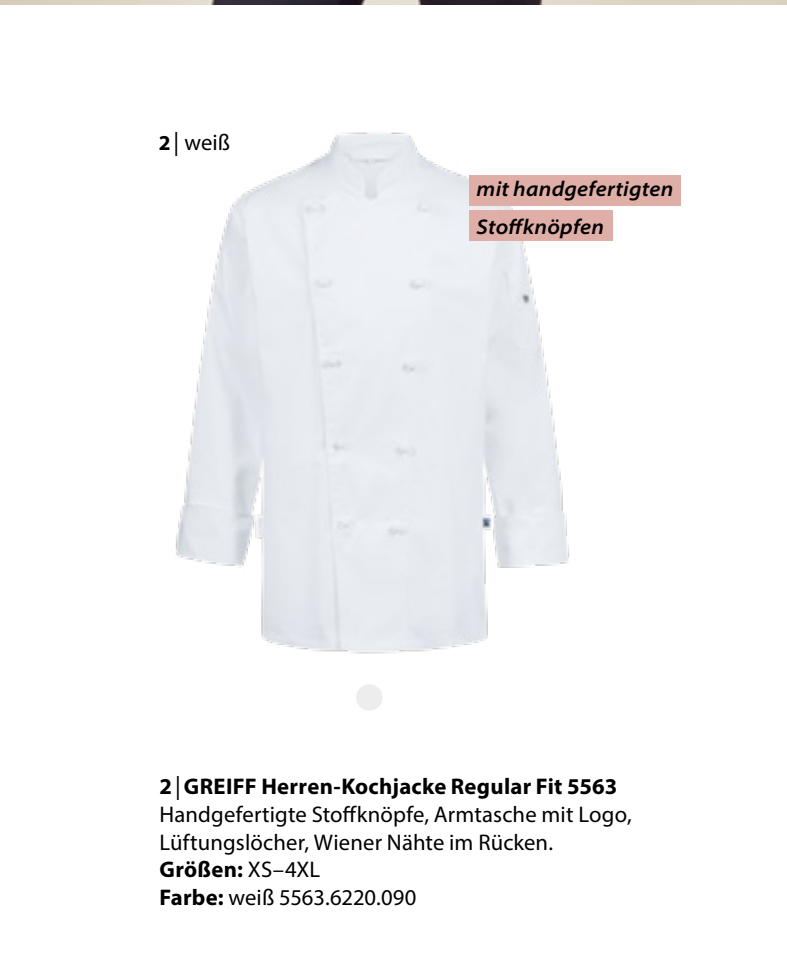 2| weiß
mit handgefertigten
Stoffknöpfen
2|GREIFF Herren-Kochjacke Regular Fit 5563
Handgefertigte Stoffknöpfe, Armtasche mit Logo,
Lüftungslöcher, Wiener Nähte im Rücken.
Größen: XS–4XL
Farbe: weiß 5563.6220.090